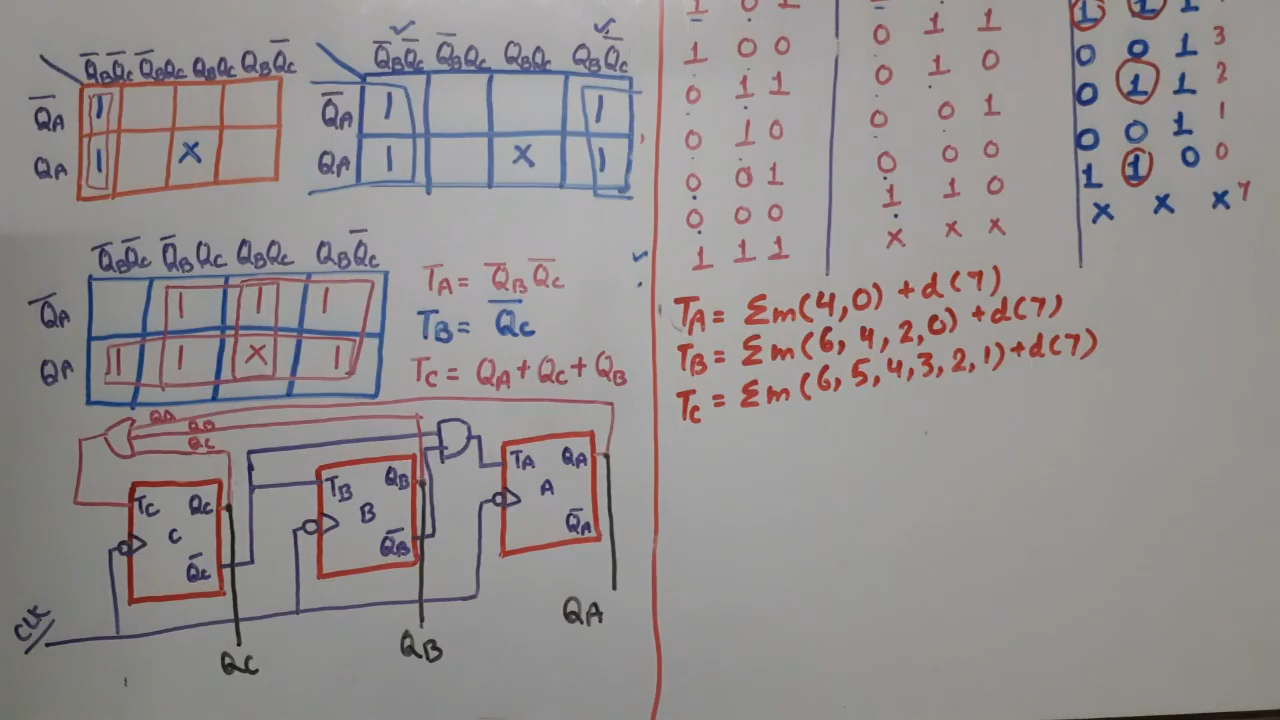 Q̅BQ̅C Q̅BQC QBQC QBQ̅C
Q̅A 1
QA 1 X
Q̅BQ̅C Q̅BQC QBQC QBQ̅C
Q̅A 1 1
QA 1 X 1
Q̅BQ̅C Q̅BQC QBQC QBQ̅C
Q̅A 1 1 1
QA 1 1 X 1
TA = Q̅B Q̅C
TB = Q̅C
TC = QA + QC + QB
QA
QB
QC
TC QC
C
Q̅C
TB QB
B
Q̅B
TA QA
A
Q̅A
CLK
QC
QB
QA
1 0 1 0 1 1 1 1 1
1 0 0 0 1 0 0 0 1 3
0 1 1 0 0 1 0 1 1 2
0 1 0 0 0 0 0 0 1 1
0 0 1 1 1 0 1 1 0 0
0 0 0 X X X X X X 7
1 1 1
TA = Σm(4,0) + d(7)
TB = Σm(6,4,2,0) + d(7)
TC = Σm(6,5,4,3,2,1)+d(7)